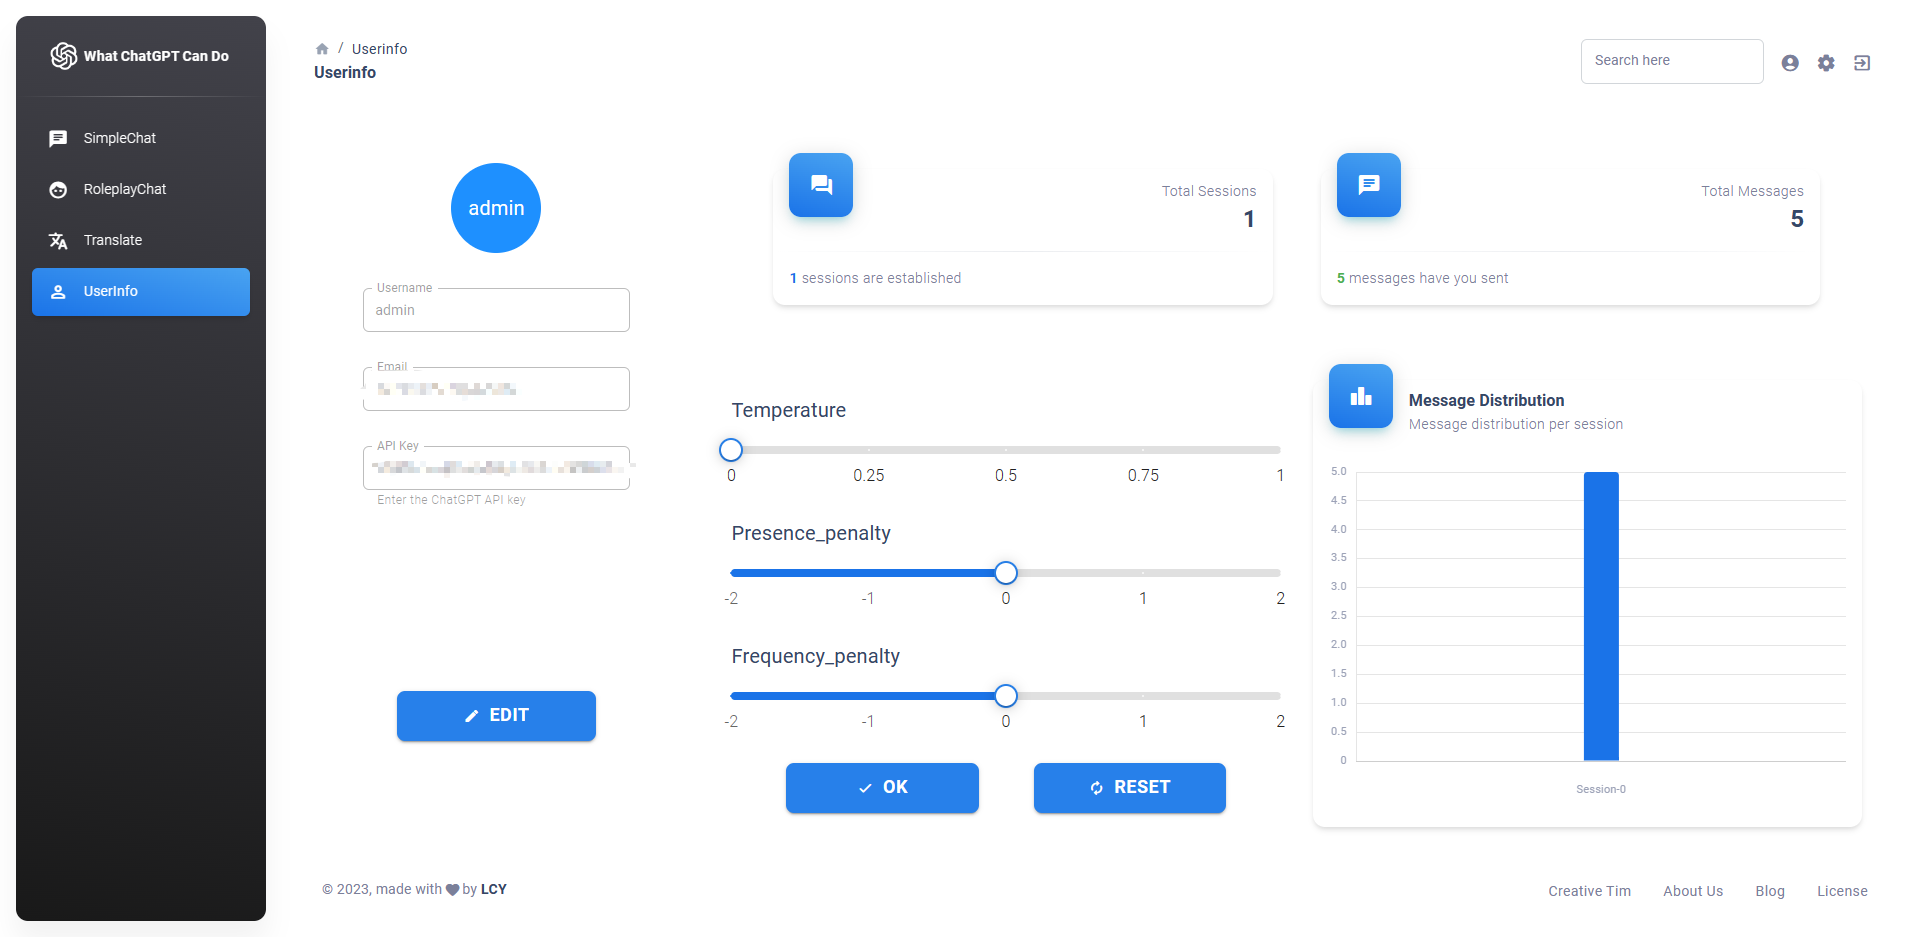 What ChatGPT Can Do
SimpleChat
RoleplayChat
Translate
UserInfo
/ Userinfo
Userinfo
Search here
admin
Username
admin
Email
API Key
Enter the ChatGPT API key
EDIT
Total Sessions
1
1 sessions are established
Total Messages
5
5 messages have you sent
Temperature
0 0.25 0.5 0.75 1
Presence_penalty
-2 -1 0 1 2
Frequency_penalty
-2 -1 0 1 2
OK
RESET
Message Distribution
Message distribution per session
5.0
4.5
4.0
3.5
3.0
2.5
2.0
1.5
1.0
0.5
0
Session-0
© 2023, made with by LCY
Creative Tim About Us Blog License